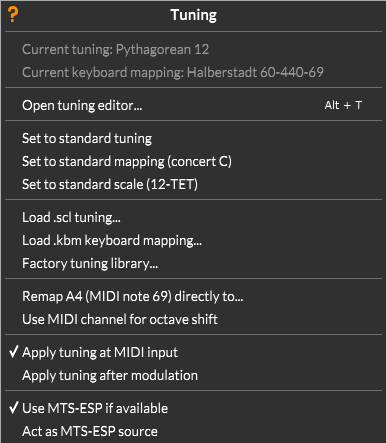 ?
Tuning
Current tuning: Pythagorean 12
Current keyboard mapping: Halberstadt 60-440-69
Open tuning editor... Alt + T
Set to standard tuning
Set to standard mapping (concert C)
Set to standard scale (12-TET)
Load .scl tuning...
Load .kbm keyboard mapping...
Factory tuning library...
Remap A4 (MIDI note 69) directly to...
Use MIDI channel for octave shift
✓ Apply tuning at MIDI input
Apply tuning after modulation
✓ Use MTS-ESP if available
Act as MTS-ESP source